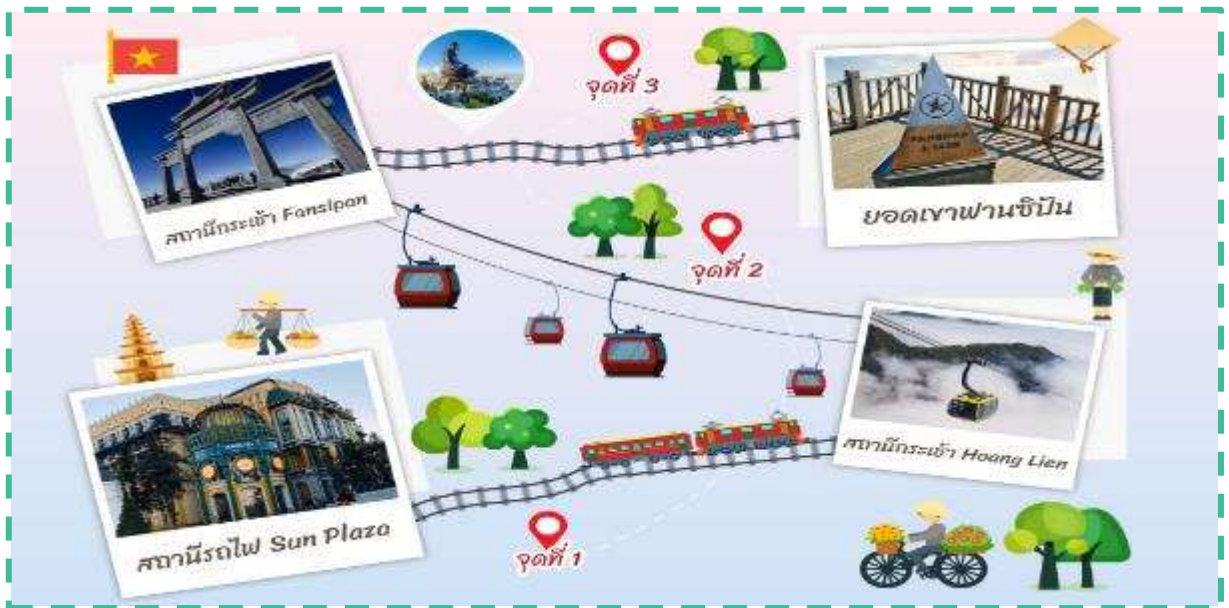 จุดที่ 3
สถานีกระเช้า Fansipan
ยอดเขาฟานซิปัน
จุดที่ 2
สถานีกระเช้า Hoang Lien
สถานีรถไฟ Sun Plaza
จุดที่ 1